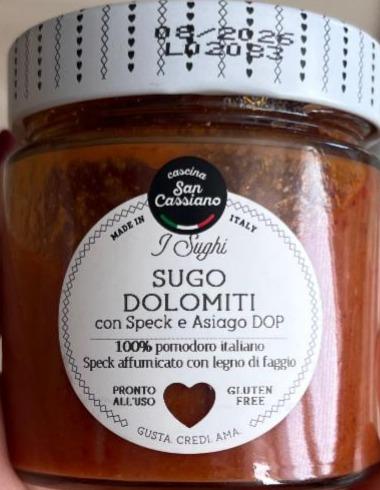 08/2026
L020B3
cascina
San
Cassiano
MADE IN ITALY
I Sughi
SUGO
DOLOMITI
con Speck e Asiago DOP
100% pomodoro italiano
Speck affumicato con legno di faggio
PRONTO
ALL'USO
GLUTEN
FREE
GUSTA. CREDI. AMA.